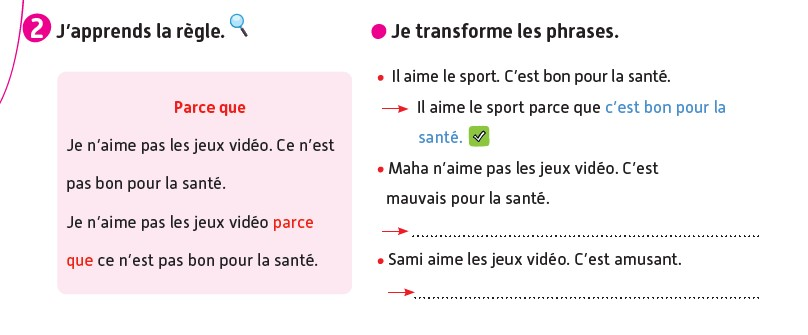 2 J'apprends la règle.
Parce que
Je n'aime pas les jeux vidéo. Ce n'est
pas bon pour la santé.
Je n'aime pas les jeux vidéo parce
que ce n'est pas bon pour la santé.
Je transforme les phrases.
• Il aime le sport. C'est bon pour la santé.
Il aime le sport parce que c'est bon pour la
santé.
• Maha n'aime pas les jeux vidéo. C'est
mauvais pour la santé.
• Sami aime les jeux vidéo. C'est amusant.